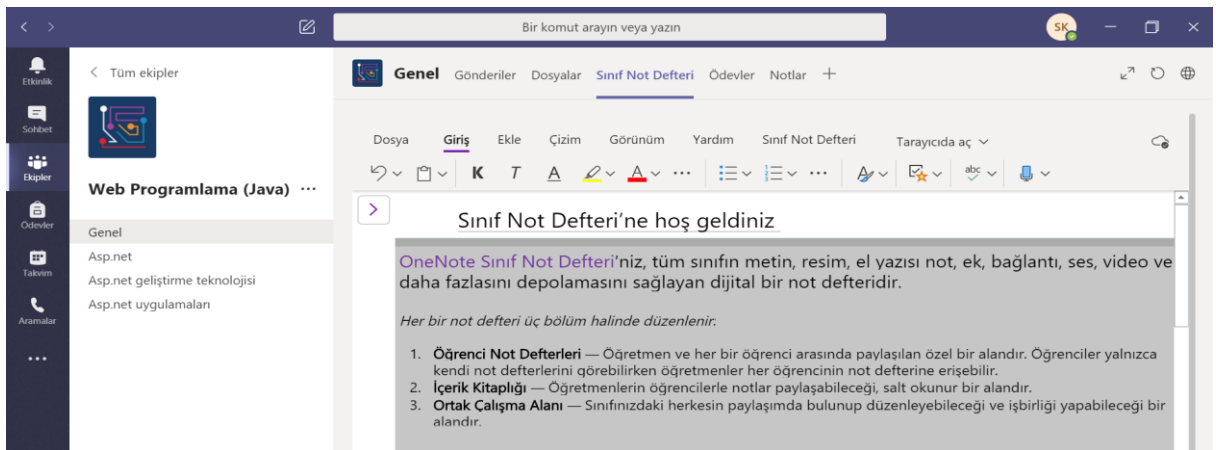 Bir komut arayın veya yazın
SK
Etkinlik
Sohbet
Ekipler
Ödevler
Takvim
Aramalar
Tüm ekipler
Web Programlama (Java) ...
Genel
Asp.net
Asp.net geliştirme teknolojisi
Asp.net uygulamaları
Genel Gönderiler Dosyalar Sınıf Not Defteri Ödevler Notlar +
Dosya Giriş Ekle Çizim Görünüm Yardım Sınıf Not Defteri Tarayıcıda aç
K T A A ... ... A abc
Sınıf Not Defteri’ne hoş geldiniz
OneNote Sınıf Not Defteri’niz, tüm sınıfın metin, resim, el yazısı not, ek, bağlantı, ses, video ve
daha fazlasını depolamasını sağlayan dijital bir not defteridir.
Her bir not defteri üç bölüm halinde düzenlenir:
1. Öğrenci Not Defterleri — Öğretmen ve her bir öğrenci arasında paylaşılan özel bir alandır. Öğrenciler yalnızca
kendi not defterlerini görebilirken öğretmenler her öğrencinin not defterine erişebilir.
2. İçerik Kitaplığı — Öğretmenlerin öğrencilerle notlar paylaşabileceği, salt okunur bir alandır.
3. Ortak Çalışma Alanı — Sınıfınızdaki herkesin paylaşımda bulunup düzenleyebileceği ve işbirliği yapabileceği bir
alandır.